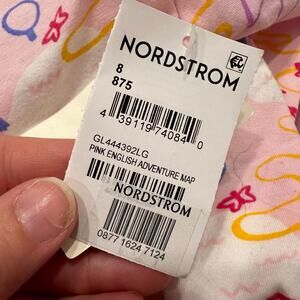 NORDSTROM
8
875
4 39119 74084 0
GL444392LG
PINK ENGLISH ADVENTURE MAP
NORDSTROM
0877 1624 7124